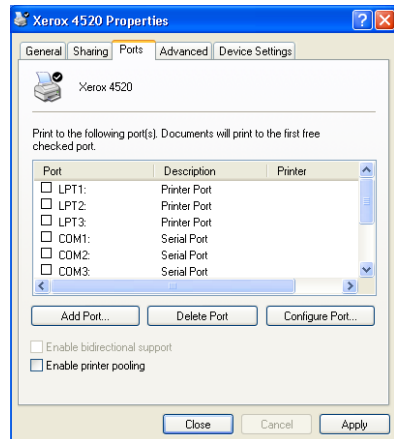 Xerox 4520 Properties
General Sharing Ports Advanced Device Settings
Xerox 4520
Print to the following port(s). Documents will print to the first free
checked port.
Port Description Printer
LPT1: Printer Port
LPT2: Printer Port
LPT3: Printer Port
COM1: Serial Port
COM2: Serial Port
COM3: Serial Port
Add Port... Delete Port Configure Port...
Enable bidirectional support
Enable printer pooling
Close Cancel Apply